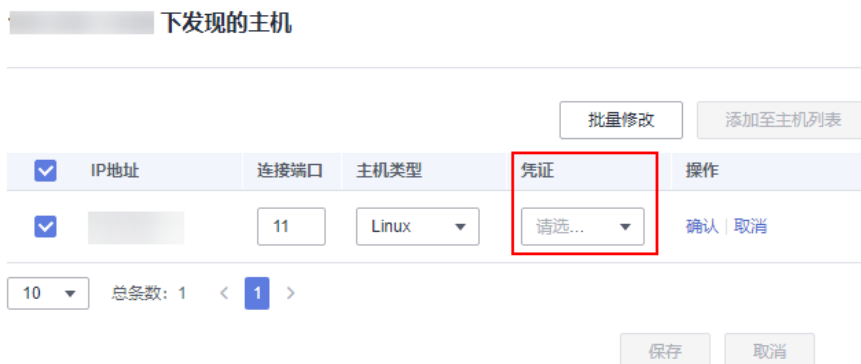 下发现的主机
批量修改 添加至主机列表
IP地址 连接端口 主机类型 凭证 操作
11 Linux 请选... 确认 | 取消
10 总条数: 1 < 1 >
保存 取消